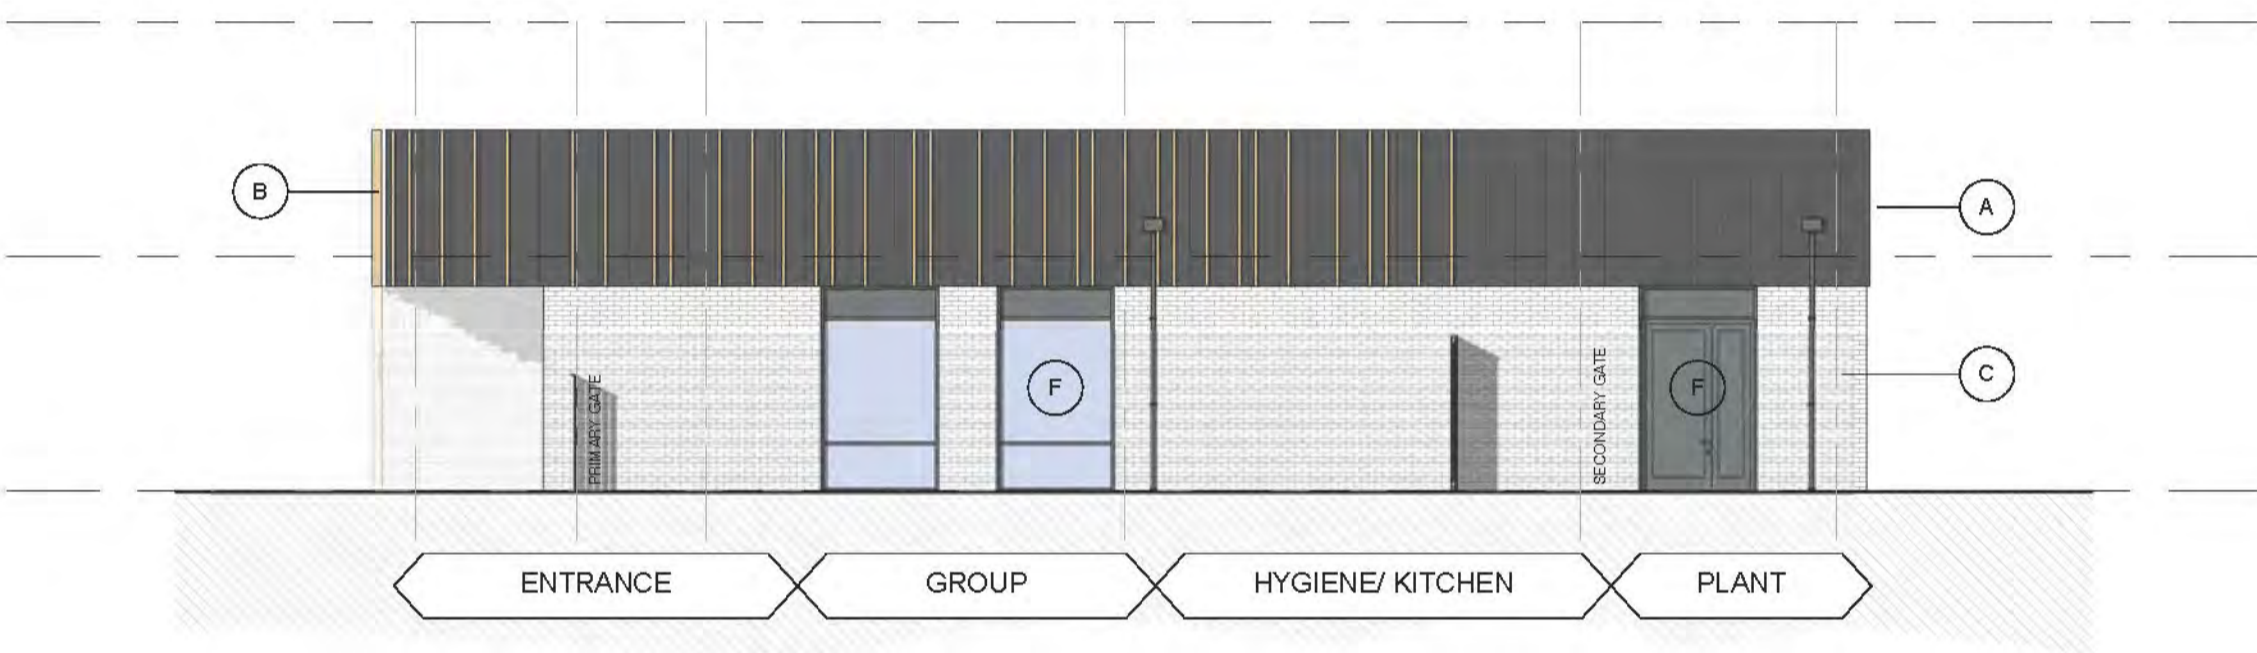 B
A
F
F
C
PRIMARY GATE
SECONDARY GATE
ENTRANCE
GROUP
HYGIENE/ KITCHEN
PLANT